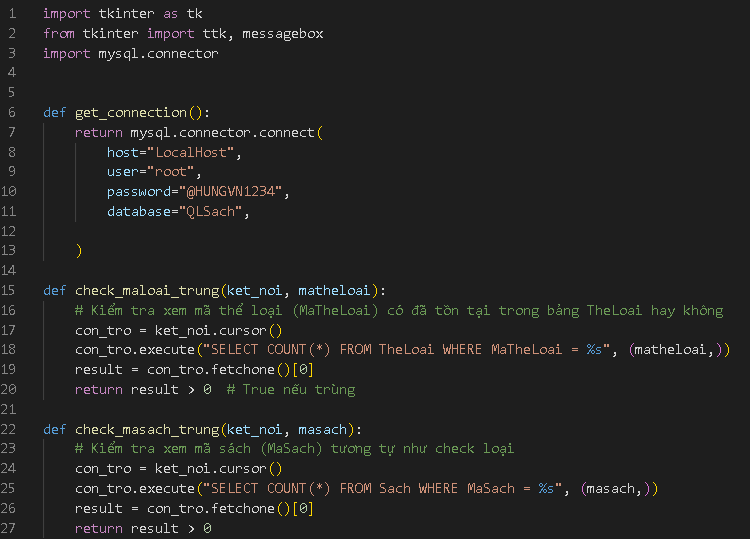 1 import tkinter as tk
2 from tkinter import ttk, messagebox
3 import mysql.connector
4
5
6 def get_connection():
7     return mysql.connector.connect(
8         host="LocalHost",
9         user="root",
10         password="@HUNGVN1234",
11         database="QLSach",
12
13     )
14
15 def check_maloai_trung(ket_noi, matheloai):
16     # Kiểm tra xem mã thể loại (MaTheLoai) có đã tồn tại trong bảng TheLoai hay không
17     con_tro = ket_noi.cursor()
18     con_tro.execute("SELECT COUNT(*) FROM TheLoai WHERE MaTheLoai = %s", (matheloai,))
19     result = con_tro.fetchone()[0]
20     return result > 0  # True nếu trùng
21
22 def check_masach_trung(ket_noi, masach):
23     # Kiểm tra xem mã sách (MaSach) tương tự như check loại
24     con_tro = ket_noi.cursor()
25     con_tro.execute("SELECT COUNT(*) FROM Sach WHERE MaSach = %s", (masach,))
26     result = con_tro.fetchone()[0]
27     return result > 0